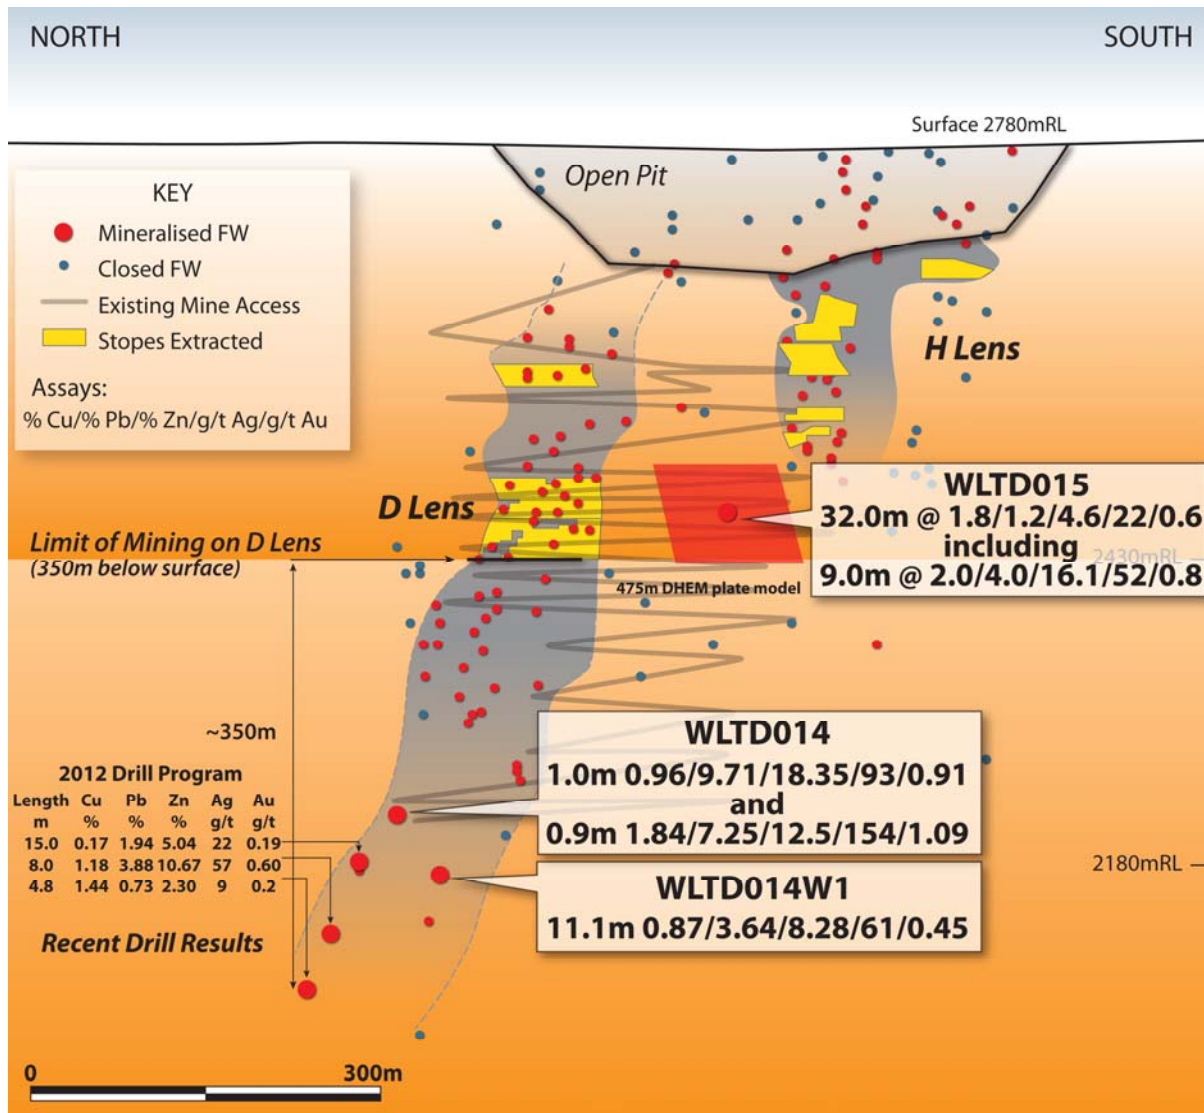 NORTH
SOUTH
Surface 2780mRL
Open Pit
KEY
Mineralised FW
Closed FW
Existing Mine Access
Stopes Extracted
Assays:
% Cu/% Pb/% Zn/g/t Ag/g/t Au
H Lens
D Lens
WLTD015
32.0m @ 1.8/1.2/4.6/22/0.6
including
9.0m @ 2.0/4.0/16.1/52/0.8
2430mRL
Limit of Mining on D Lens
(350m below surface)
475m DHEM plate model
~350m
WLTD014
1.0m 0.96/9.71/18.35/93/0.91
and
0.9m 1.84/7.25/12.5/154/1.09
2012 Drill Program
Length Cu Pb Zn Ag Au
m % % % g/t g/t
15.0 0.17 1.94 5.04 22 0.19
8.0 1.18 3.88 10.67 57 0.60
4.8 1.44 0.73 2.30 9 0.2
2180mRL
WLTD014W1
11.1m 0.87/3.64/8.28/61/0.45
Recent Drill Results
0 300m